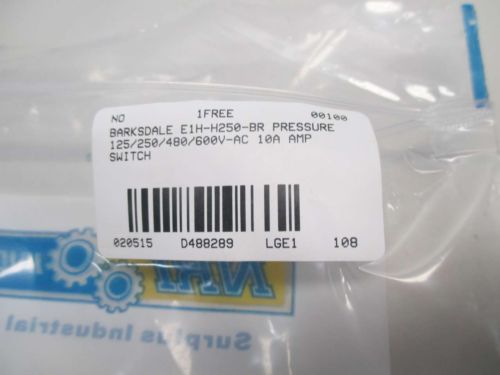 NO 1FREE 00100
BARKSDALE E1H-H250-BR PRESSURE
125/250/480/600V-AC 10A AMP
SWITCH
020515 D488289 LGE1 108
NRI
Surplus Industrial